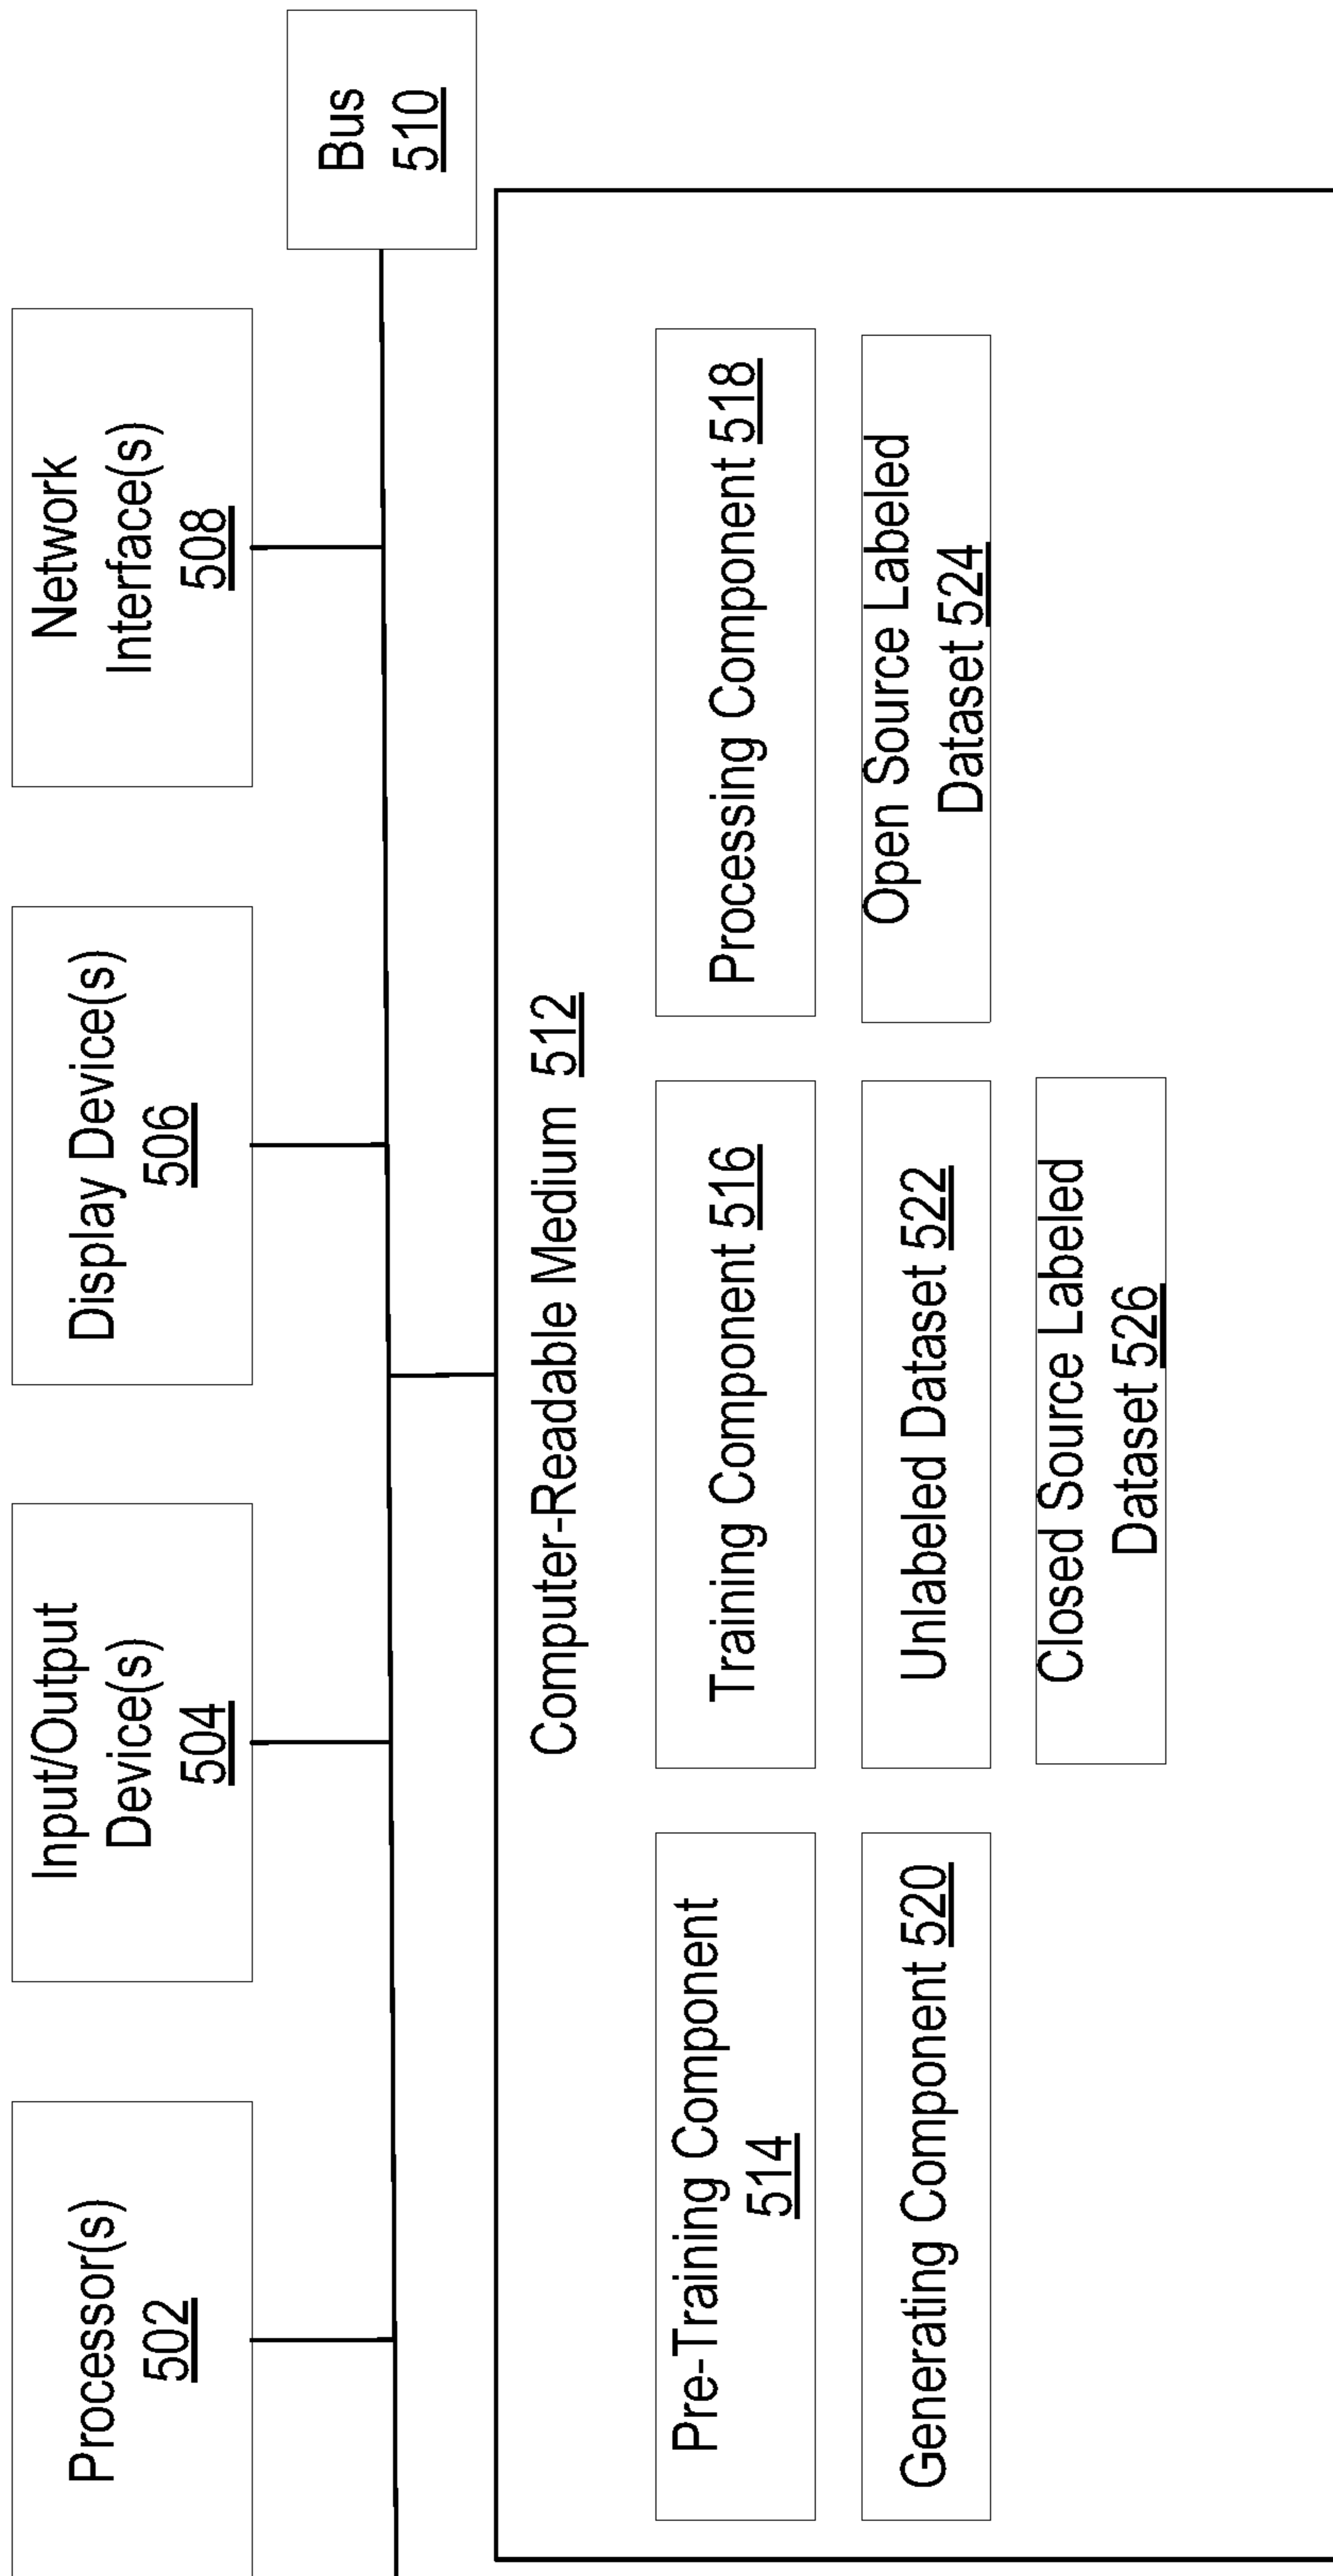 Processor(s)
502
Input/Output
Device(s)
504
Display Device(s)
506
Network
Interface(s)
508
Bus
510
Computer-Readable Medium 512
Pre-Training Component
514
Training Component 516
Processing Component 518
Generating Component 520
Unlabeled Dataset 522
Open Source Labeled
Dataset 524
Closed Source Labeled
Dataset 526